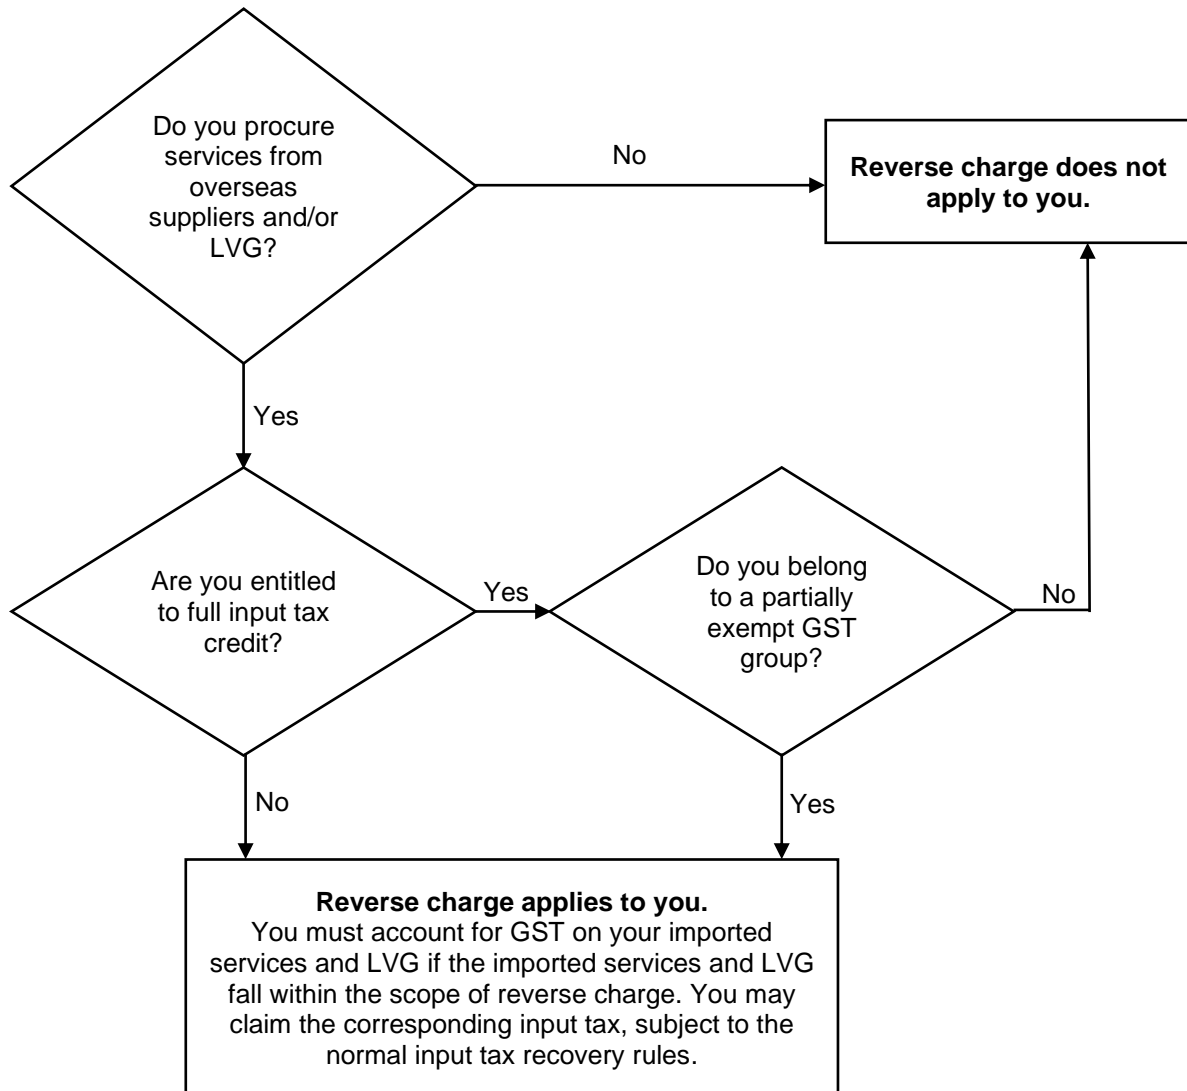 Do you procure
services from
overseas
suppliers and/or
LVG?
No
Reverse charge does not
apply to you.
Yes
Are you entitled
to full input tax
credit?
Yes
Do you belong
to a partially
exempt GST
group?
No
No
Yes
Reverse charge applies to you.
You must account for GST on your imported
services and LVG if the imported services and LVG
fall within the scope of reverse charge. You may
claim the corresponding input tax, subject to the
normal input tax recovery rules.